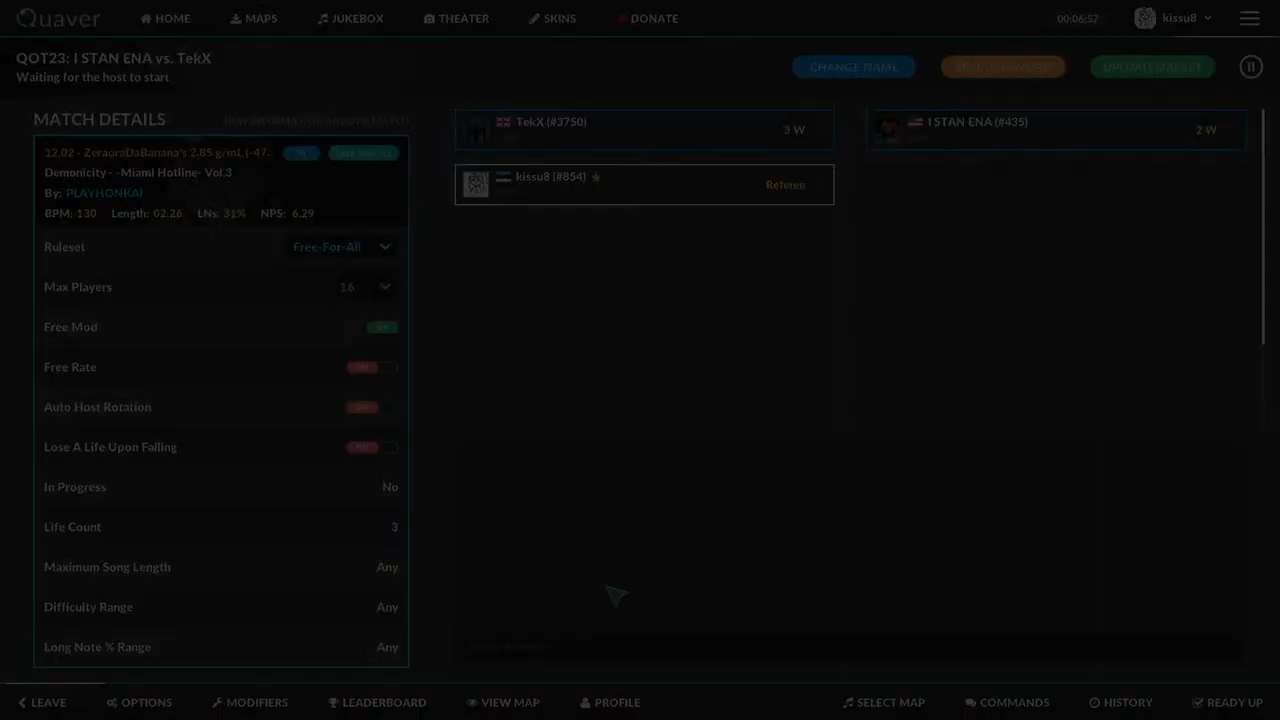 Quaver
HOME
MAPS
JUKEBOX
THEATER
SKINS
DONATE
00:06:57
kissu8
QOT23: I STAN ENA vs. TekX
Waiting for the host to start
CHANGE NAME
UPDATE MAPSET
MATCH DETAILS
TekX (#3750)
3 W
I STAN ENA (#435)
2 W
kissu8 (#854)
Referee
12.02 - ZeraoraDaBanana's 2.85 g/mL (-47..
Demonicity - -Miami Hotline- Vol.3
By: PLAYHONKAI
BPM: 130 Length: 02:26 LNs: 31% NPS: 6.29
Ruleset Free-For-All
Max Players 16
Free Mod
Free Rate
Auto Host Rotation
Lose A Life Upon Failing
In Progress No
Life Count 3
Maximum Song Length Any
Difficulty Range Any
Long Note % Range Any
LEAVE
OPTIONS
MODIFIERS
LEADERBOARD
VIEW MAP
PROFILE
SELECT MAP
COMMANDS
HISTORY
READY UP